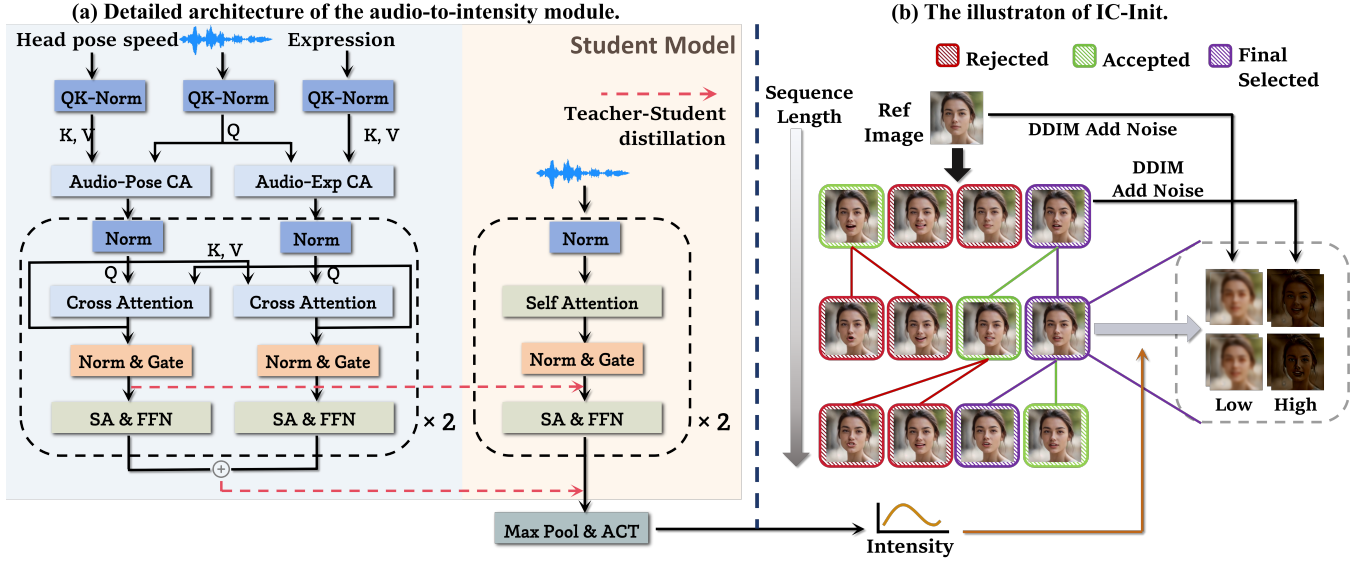 (a) Detailed architecture of the audio-to-intensity module.
Head pose speed
Expression
Student Model
QK-Norm
QK-Norm
QK-Norm
Teacher-Student
distillation
K, V
Q
K, V
Audio-Pose CA
Audio-Exp CA
Norm
Norm
Norm
K, V
Q
Q
Cross Attention
Cross Attention
Self Attention
Norm & Gate
Norm & Gate
Norm & Gate
SA & FFN
SA & FFN
× 2
SA & FFN
× 2
+
Max Pool & ACT
(b) The illustraton of IC-Init.
Rejected
Accepted
Final
Selected
Sequence
Length
Ref
Image
DDIM Add Noise
DDIM
Add Noise
Low
High
Intensity